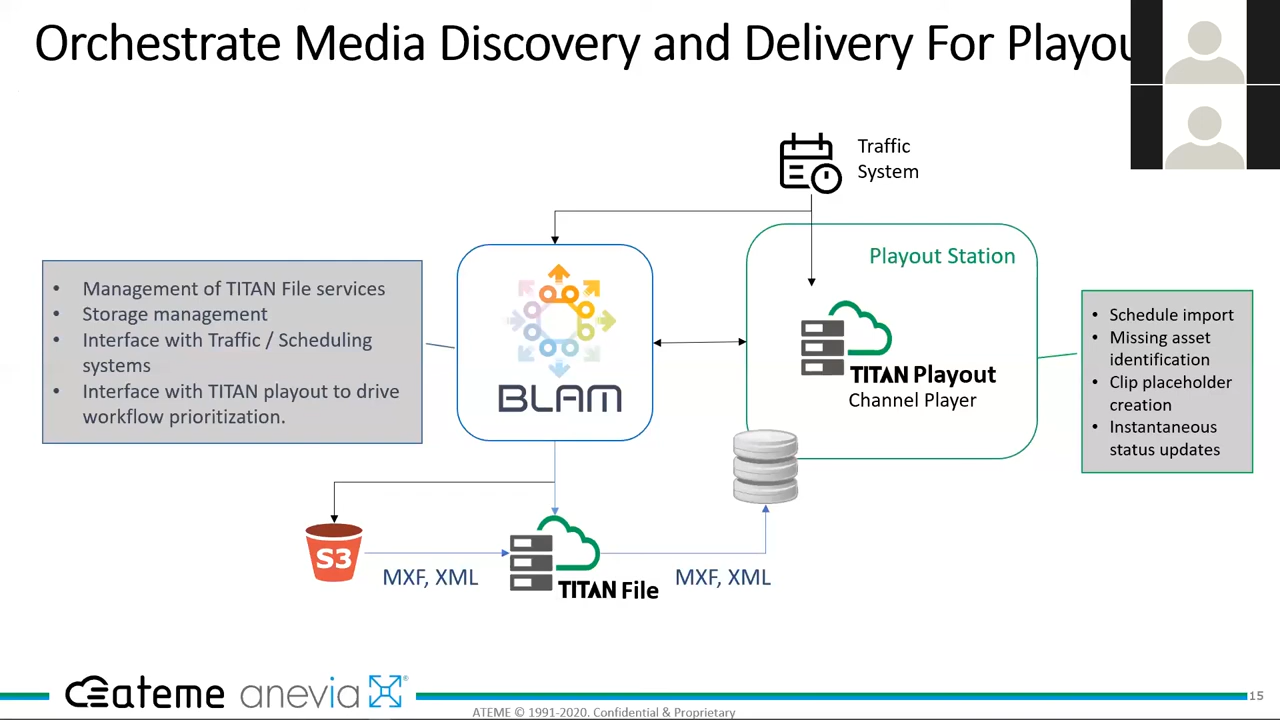 Orchestrate Media Discovery and Delivery For Playou
Traffic
System
Playout Station
• Management of TITAN File services
• Storage management
• Interface with Traffic / Scheduling
systems
• Interface with TITAN playout to drive
workflow prioritization.
BLAM
TITAN Playout
Channel Player
• Schedule import
• Missing asset
identification
• Clip placeholder
creation
• Instantaneous
status updates
S3
MXF, XML
TITAN File
MXF, XML
ateme anevia
15
ATEME © 1991-2020. Confidential & Proprietary